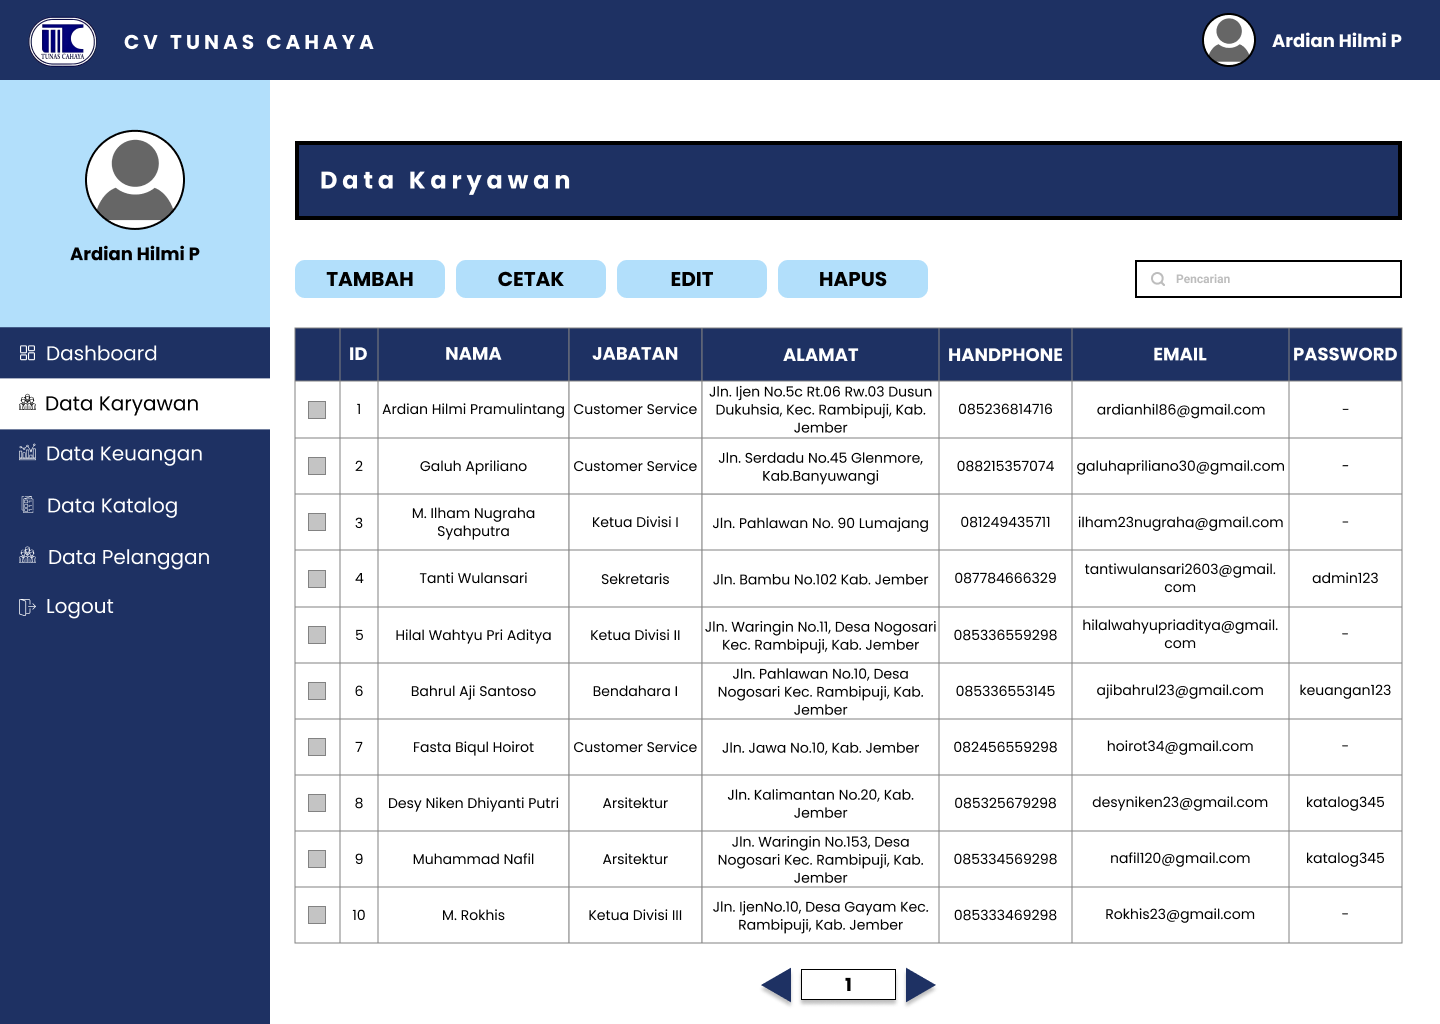 TUNAS CAHAYA
CV TUNAS CAHAYA
Ardian Hilmi P
Ardian Hilmi P
Dashboard
Data Karyawan
Data Keuangan
Data Katalog
Data Pelanggan
Logout
Data Karyawan
TAMBAH CETAK EDIT HAPUS
Pencarian
ID NAMA JABATAN ALAMAT HANDPHONE EMAIL PASSWORD
1 Ardian Hilmi Pramulintang Customer Service
Jln. Ijen No.5c Rt.06 Rw.03 Dusun
Dukuhsia, Kec. Rambipuji, Kab.
Jember
085236814716 ardianhil86@gmail.com -
2 Galuh Apriliano Customer Service
Jln. Serdadu No.45 Glenmore,
Kab.Banyuwangi
088215357074 galuhapriliano30@gmail.com -
3
M. Ilham Nugraha
Syahputra
Ketua Divisi I Jln. Pahlawan No. 90 Lumajang 081249435711 ilham23nugraha@gmail.com -
4 Tanti Wulansari Sekretaris Jln. Bambu No.102 Kab. Jember 087784666329
tantiwulansari2603@gmail.
com
admin123
5 Hilal Wahtyu Pri Aditya Ketua Divisi II
Jln. Waringin No.11, Desa Nogosari
Kec. Rambipuji, Kab. Jember
085336559298
hilalwahyupriaditya@gmail.
com
-
6 Bahrul Aji Santoso Bendahara I
Jln. Pahlawan No.10, Desa
Nogosari Kec. Rambipuji, Kab.
Jember
085336553145 ajibahrul23@gmail.com keuangan123
7 Fasta Biqul Hoirot Customer Service Jln. Jawa No.10, Kab. Jember 082456559298 hoirot34@gmail.com -
8 Desy Niken Dhiyanti Putri Arsitektur
Jln. Kalimantan No.20, Kab.
Jember
085325679298 desyniken23@gmail.com katalog345
9 Muhammad Nafil Arsitektur
Jln. Waringin No.153, Desa
Nogosari Kec. Rambipuji, Kab.
Jember
085334569298 nafil120@gmail.com katalog345
10 M. Rokhis Ketua Divisi III
Jln. IjenNo.10, Desa Gayam Kec.
Rambipuji, Kab. Jember
085333469298 Rokhis23@gmail.com -
1